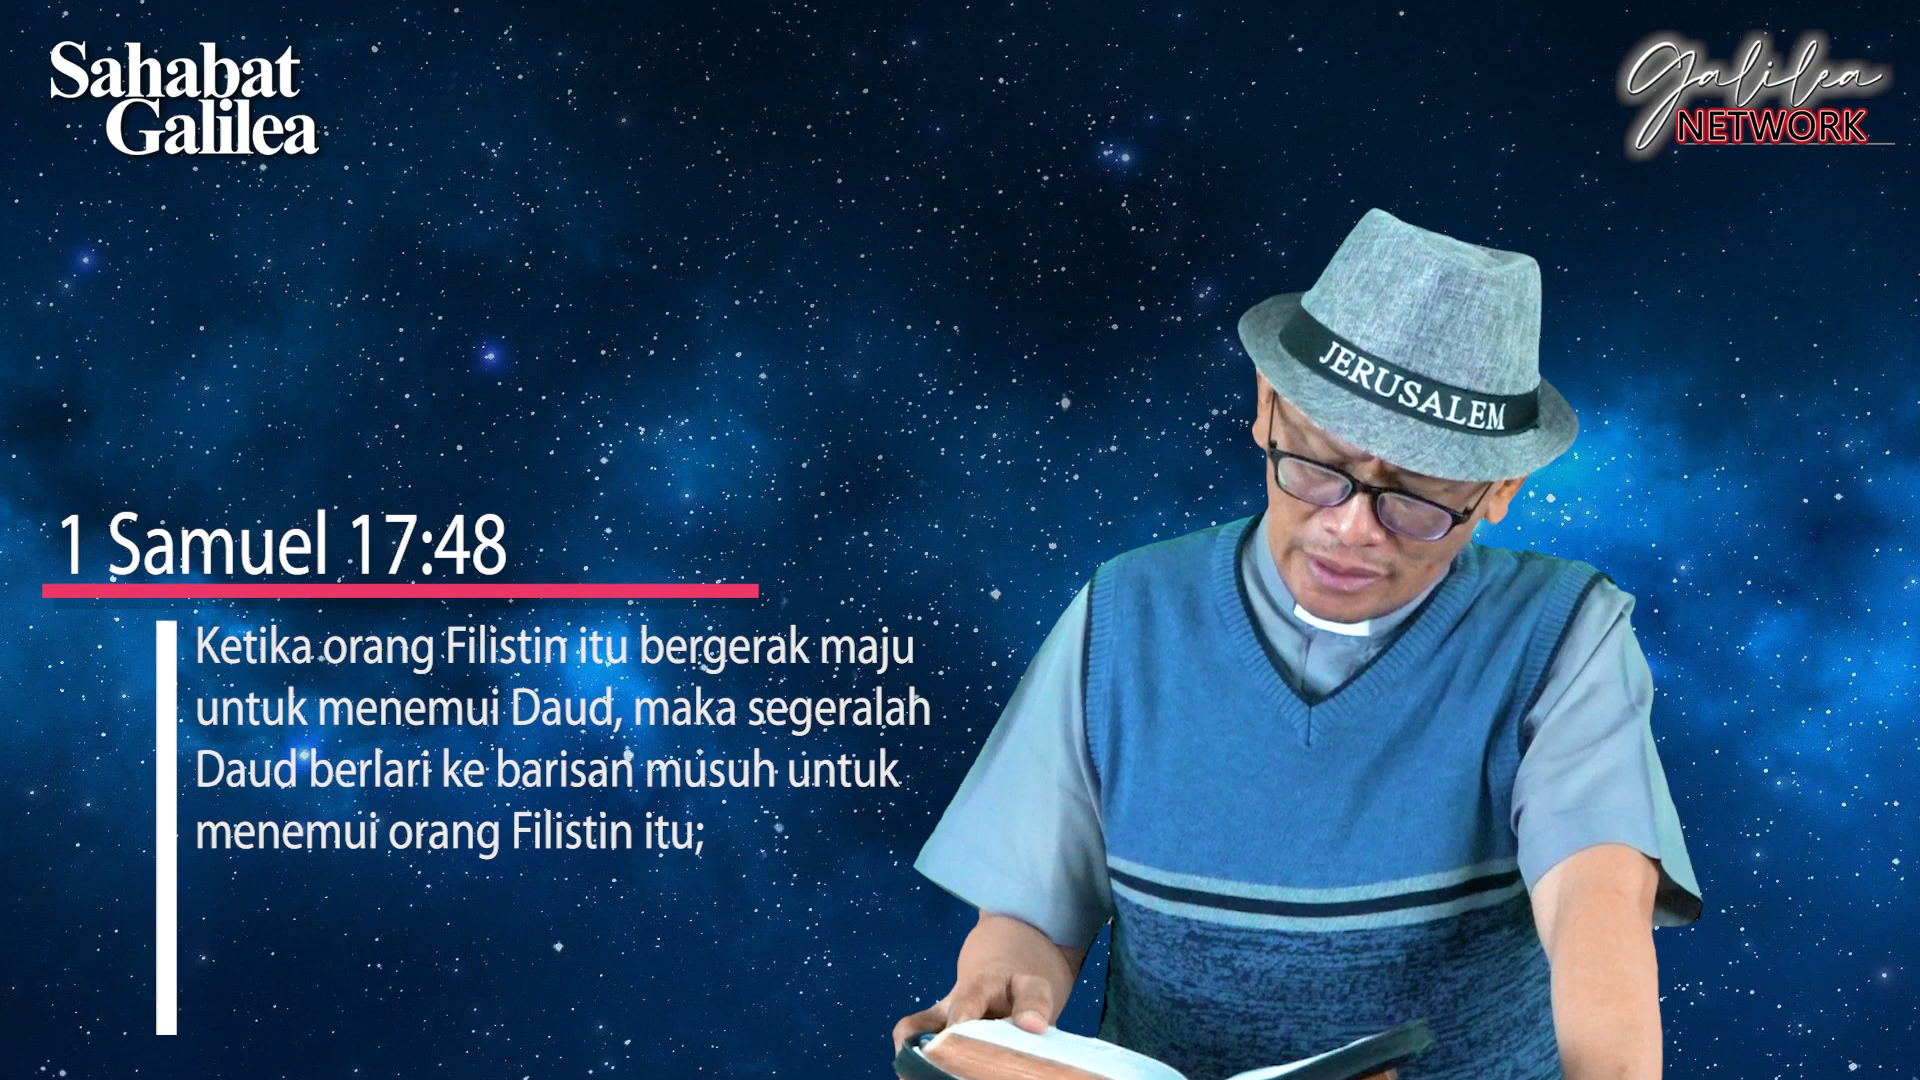 Sahabat
Galilea
Galilea
NETWORK
JERUSALEM
1 Samuel 17:48
Ketika orang Filistin itu bergerak maju
untuk menemui Daud, maka segeralah
Daud berlari ke barisan musuh untuk
menemui orang Filistin itu;